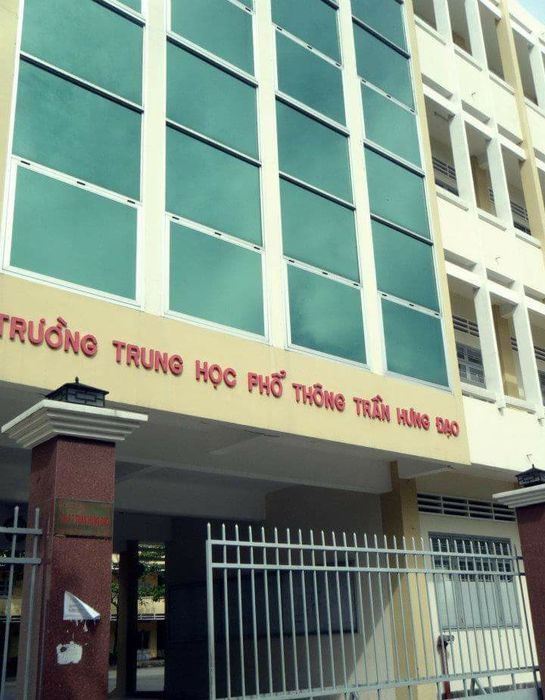 TRƯỜNG TRUNG HỌC PHỔ THÔNG TRẦN HƯNG ĐẠO